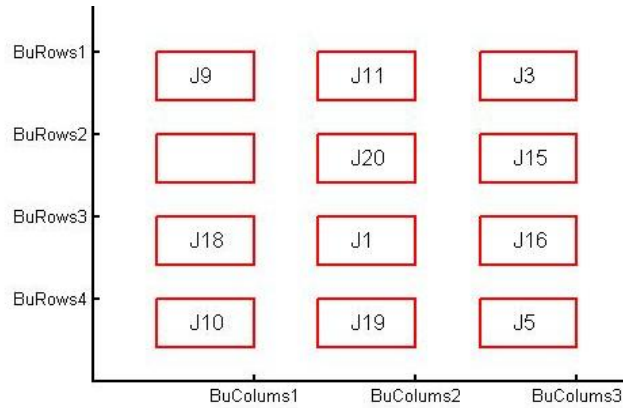 BuRows1 J9 J11 J3
BuRows2 J20 J15
BuRows3 J18 J1 J16
BuRows4 J10 J19 J5
BuColums1 BuColums2 BuColums3